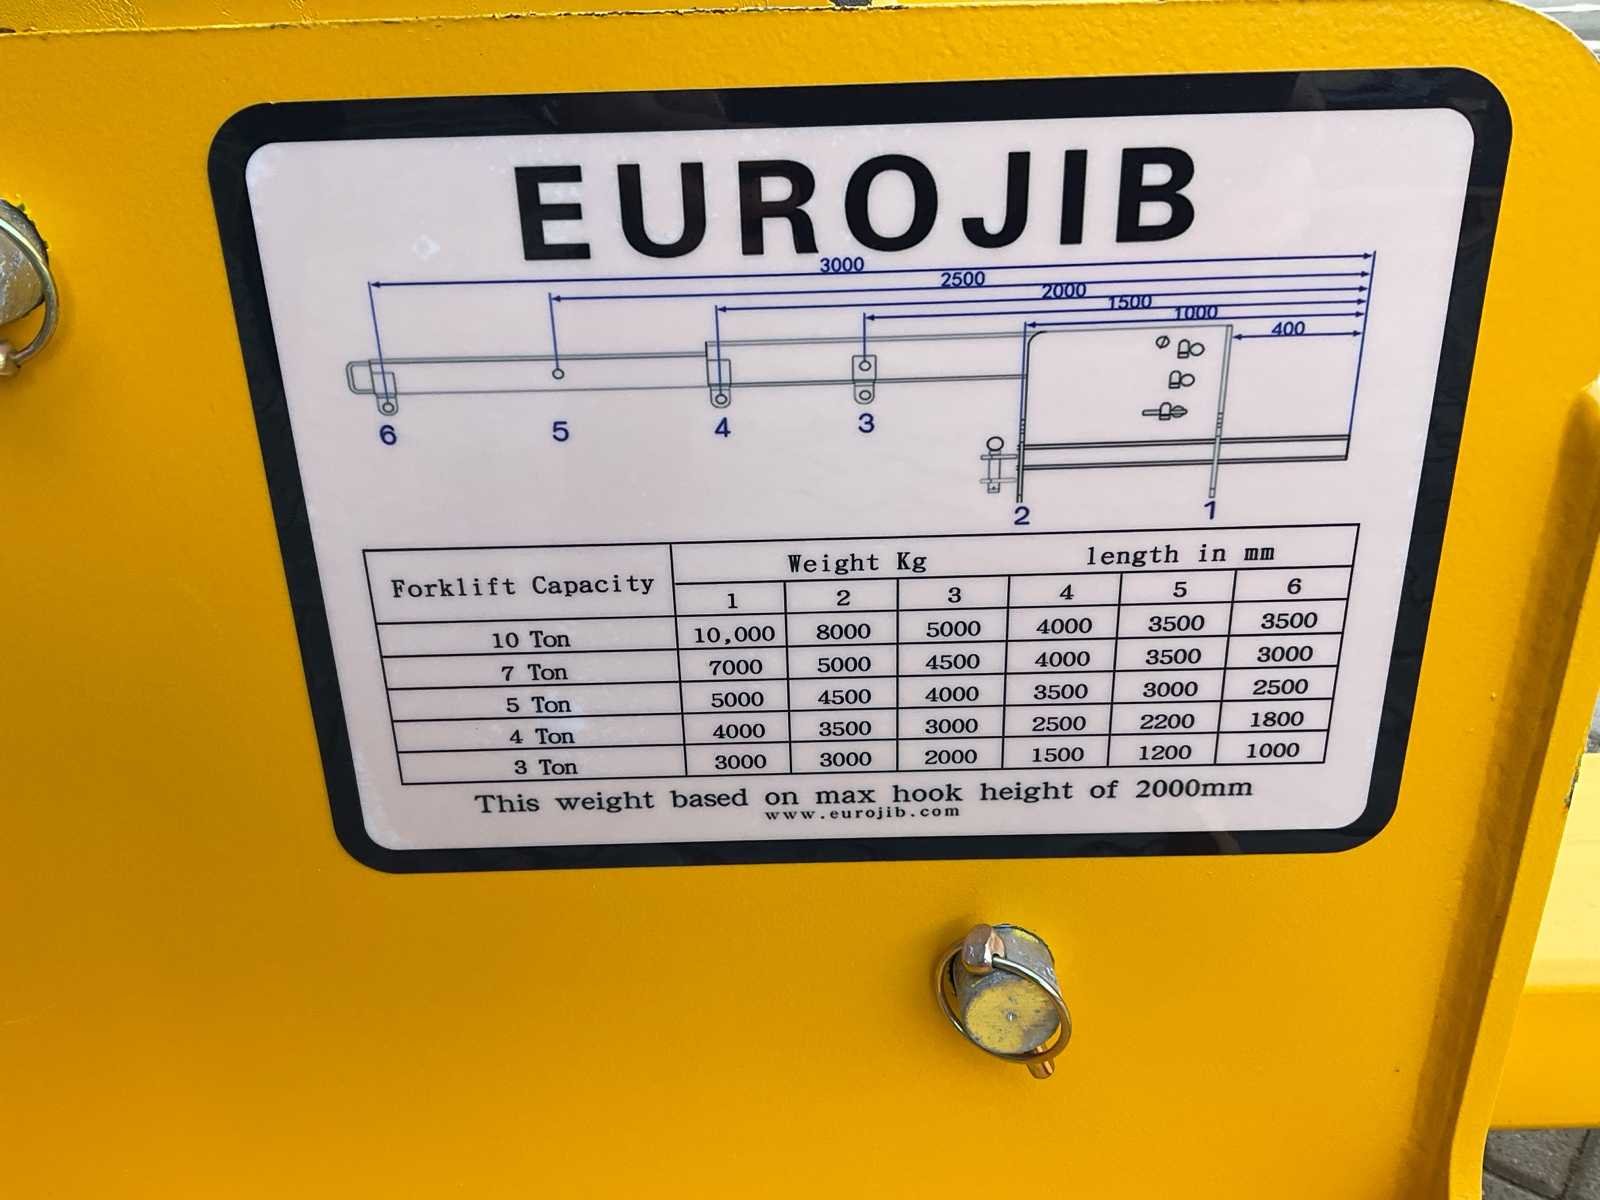 EUROJIB
3000
2500
2000
1500
1000
400
6 5 4 3
2 1
Forklift Capacity Weight Kg length in mm
1 2 3 4 5 6
10 Ton 10,000 8000 5000 4000 3500 3500
7 Ton 7000 5000 4500 4000 3500 3000
5 Ton 5000 4500 4000 3500 3000 2500
4 Ton 4000 3500 3000 2500 2200 1800
3 Ton 3000 3000 2000 1500 1200 1000
This weight based on max hook height of 2000mm
www.eurojib.com